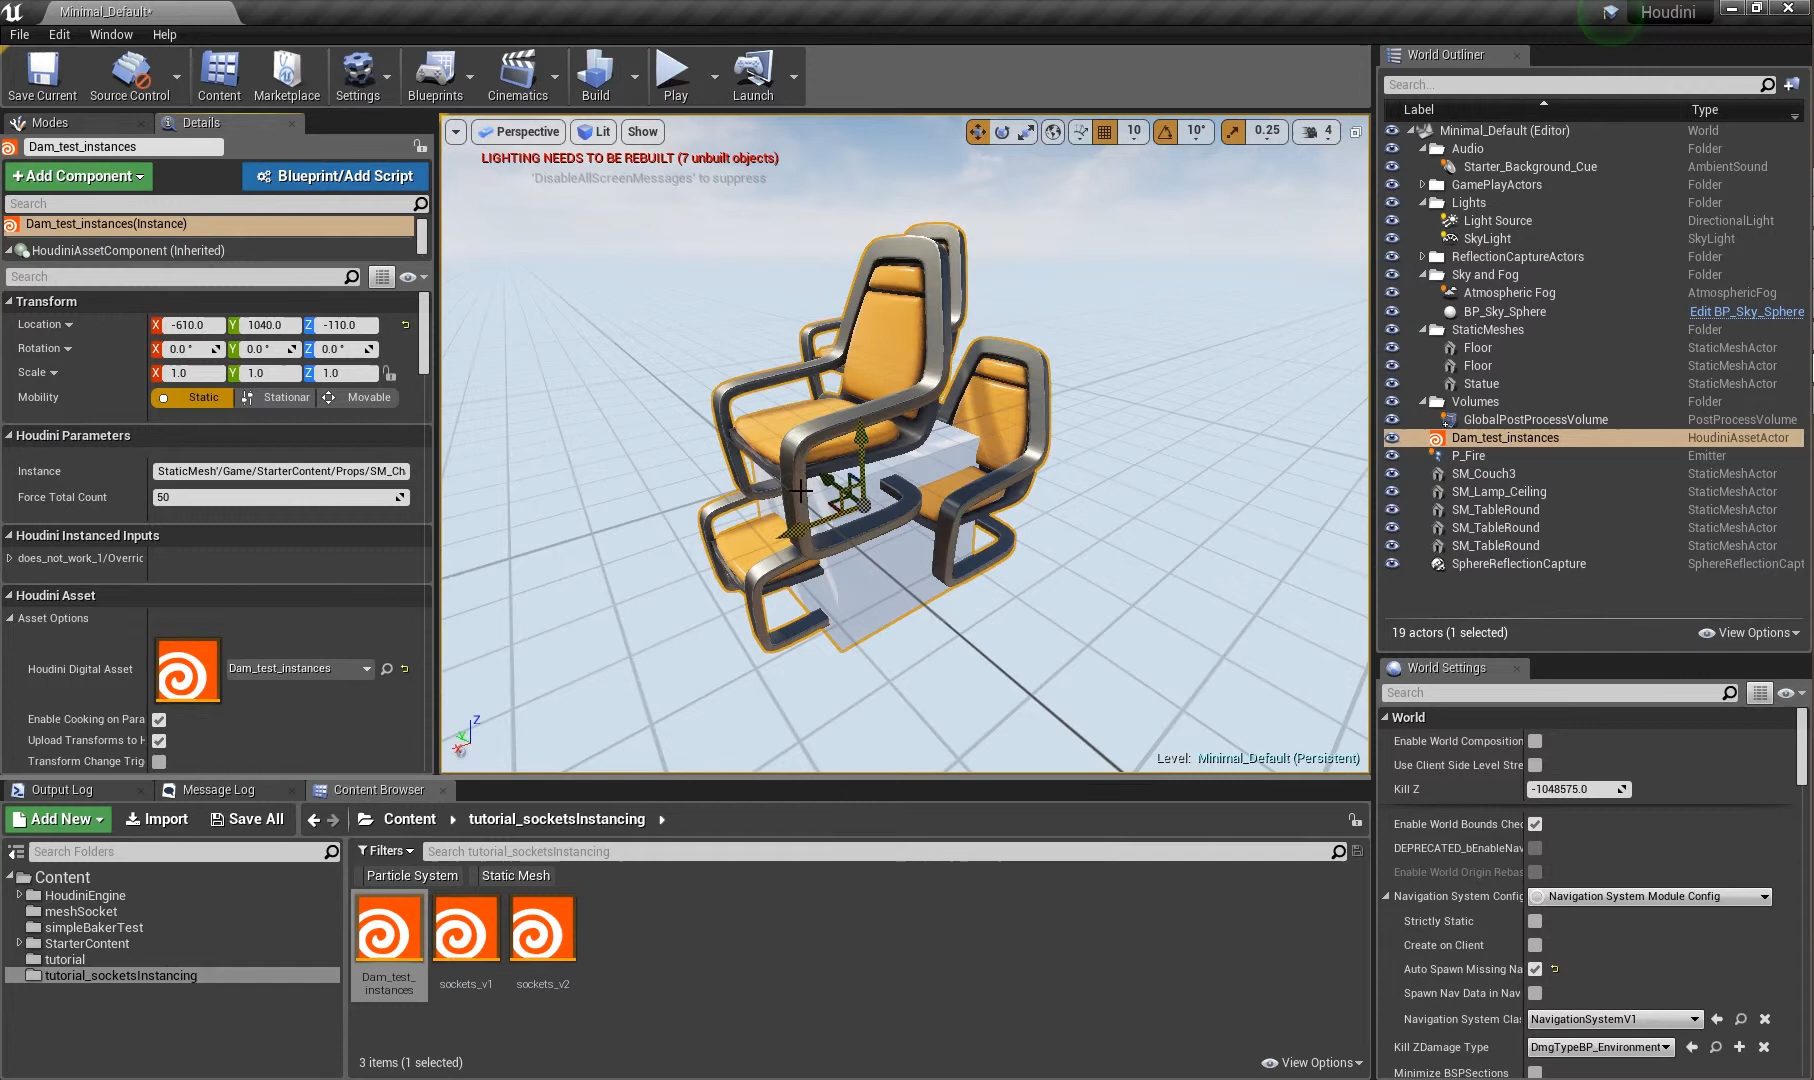 Minimal_Default*
Houdini
File Edit Window Help
Save Current
Source Control
Content
Marketplace
Settings
Blueprints
Cinematics
Build
Play
Launch
Modes
Details
Dam_test_instances
+Add Component
Blueprint/Add Script
Search
Dam_test_instances(Instance)
HoudiniAssetComponent (Inherited)
Search
Transform
Location X -610.0 Y 1040.0 Z -110.0
Rotation X 0.0 ° Y 0.0 ° Z 0.0 °
Scale X 1.0 Y 1.0 Z 1.0
Mobility Static Stationar Movable
Houdini Parameters
Instance StaticMesh'/Game/StarterContent/Props/SM_Ch
Force Total Count 50
Houdini Instanced Inputs
does_not_work_1/Overric
Houdini Asset
Asset Options
Houdini Digital Asset Dam_test_instances
Enable Cooking on Para
Upload Transforms to H
Transform Change Trig
Perspective Lit Show 10 10° 0.25 4
LIGHTING NEEDS TO BE REBUILT (7 unbuilt objects)
'DisableAllScreenMessages' to suppress
Z
Level: Minimal_Default (Persistent)
World Outliner
Search...
Label Type
Minimal_Default (Editor) World
Audio Folder
Starter_Background_Cue AmbientSound
GamePlayActors Folder
Lights Folder
Light Source DirectionalLight
SkyLight SkyLight
ReflectionCaptureActors Folder
Sky and Fog Folder
Atmospheric Fog AtmosphericFog
BP_Sky_Sphere Edit BP_Sky_Sphere
StaticMeshes Folder
Floor StaticMeshActor
Floor StaticMeshActor
Statue StaticMeshActor
Volumes Folder
GlobalPostProcessVolume PostProcessVolume
Dam_test_instances HoudiniAssetActor
P_Fire Emitter
SM_Couch3 StaticMeshActor
SM_Lamp_Ceiling StaticMeshActor
SM_TableRound StaticMeshActor
SM_TableRound StaticMeshActor
SM_TableRound StaticMeshActor
SphereReflectionCapture SphereReflectionCapt
19 actors (1 selected) View Options
World Settings
Search
World
Enable World Composition
Use Client Side Level Stre
Kill Z -1048575.0
Enable World Bounds Chec
DEPRECATED_bEnableNav
Enable World Origin Rebas
Navigation System Config Navigation System Module Config
Strictly Static
Create on Client
Auto Spawn Missing Na
Spawn Nav Data in Nav
Navigation System Cla NavigationSystemV1
Kill ZDamage Type DmgTypeBP_Environment
Minimize BSPSections
Output Log
Message Log
Content Browser
Add New Import Save All Content tutorial_socketsInstancing
Search Folders
Content
HoudiniEngine
meshSocket
simpleBakerTest
StarterContent
tutorial
tutorial_socketsInstancing
Filters Search tutorial_socketsInstancing
Particle System Static Mesh
Dam_test_
instances
sockets_v1
sockets_v2
3 items (1 selected) View Options